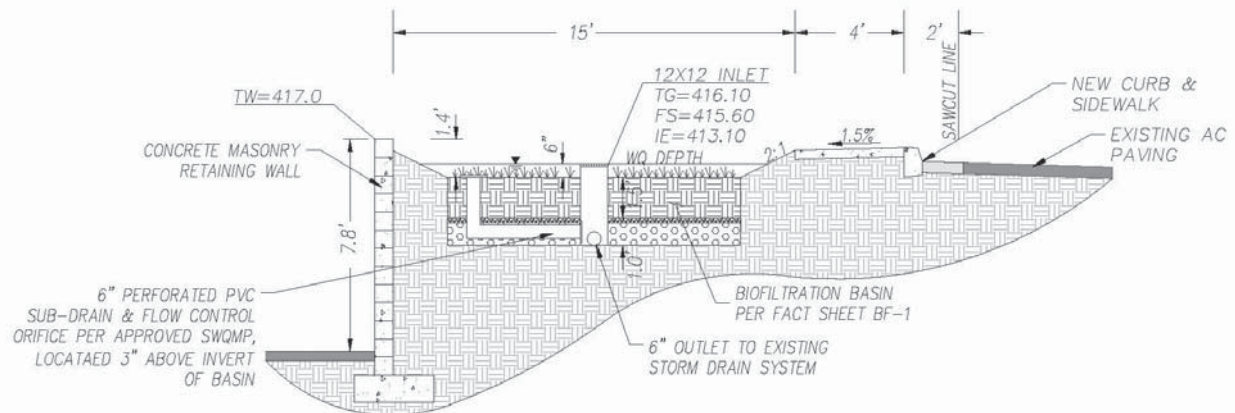 15'
4'
2'
SAWCUT LINE
TW=417.0
1.4'
12X12 INLET
TG=416.10
FS=415.60
IE=413.10
WQ DEPTH
6"
2:1
1.5%
NEW CURB &
SIDEWALK
EXISTING AC
PAVING
CONCRETE MASONRY
RETAINING WALL
7.8'
1.5'
1.0'
6" PERFORATED PVC
SUB-DRAIN & FLOW CONTROL
ORIFICE PER APPROVED SWQMP,
LOCATAED 3" ABOVE INVERT
OF BASIN
BIOFILTRATION BASIN
PER FACT SHEET BF-1
6" OUTLET TO EXISTING
STORM DRAIN SYSTEM